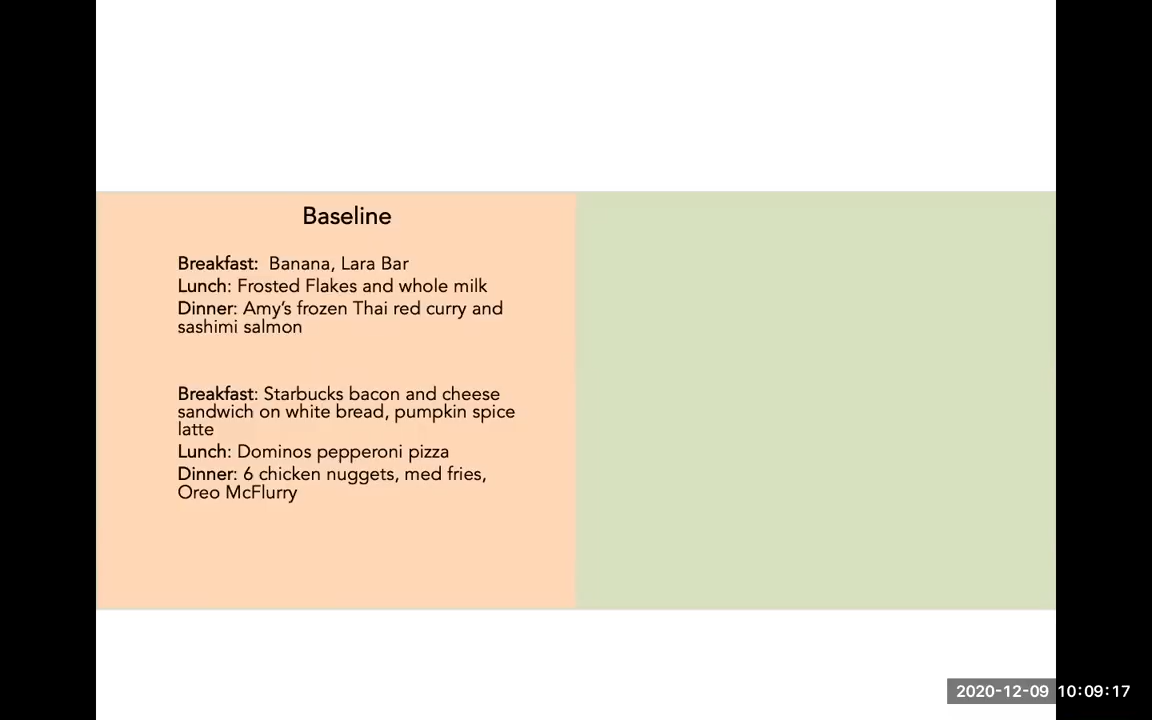 Baseline
Breakfast:  Banana, Lara Bar
Lunch: Frosted Flakes and whole milk
Dinner: Amy’s frozen Thai red curry and
sashimi salmon
Breakfast: Starbucks bacon and cheese
sandwich on white bread, pumpkin spice
latte
Lunch: Dominos pepperoni pizza
Dinner: 6 chicken nuggets, med fries,
Oreo McFlurry
2020-12-09 10:09:17